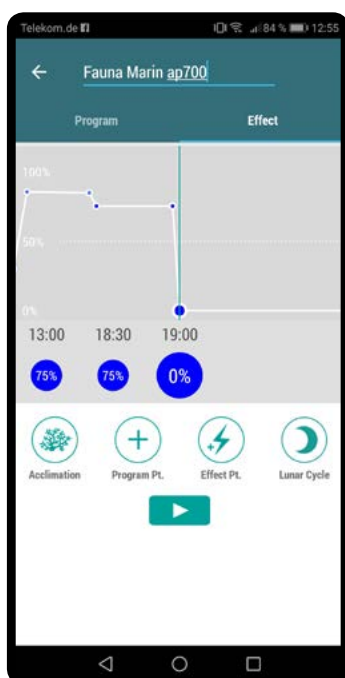 Telekom.de 84 % 12:55
Fauna Marin ap700
Program Effect
100%
50%
0%
13:00 18:30 19:00
75% 75% 0%
Acclimation Program Pt. Effect Pt. Lunar Cycle